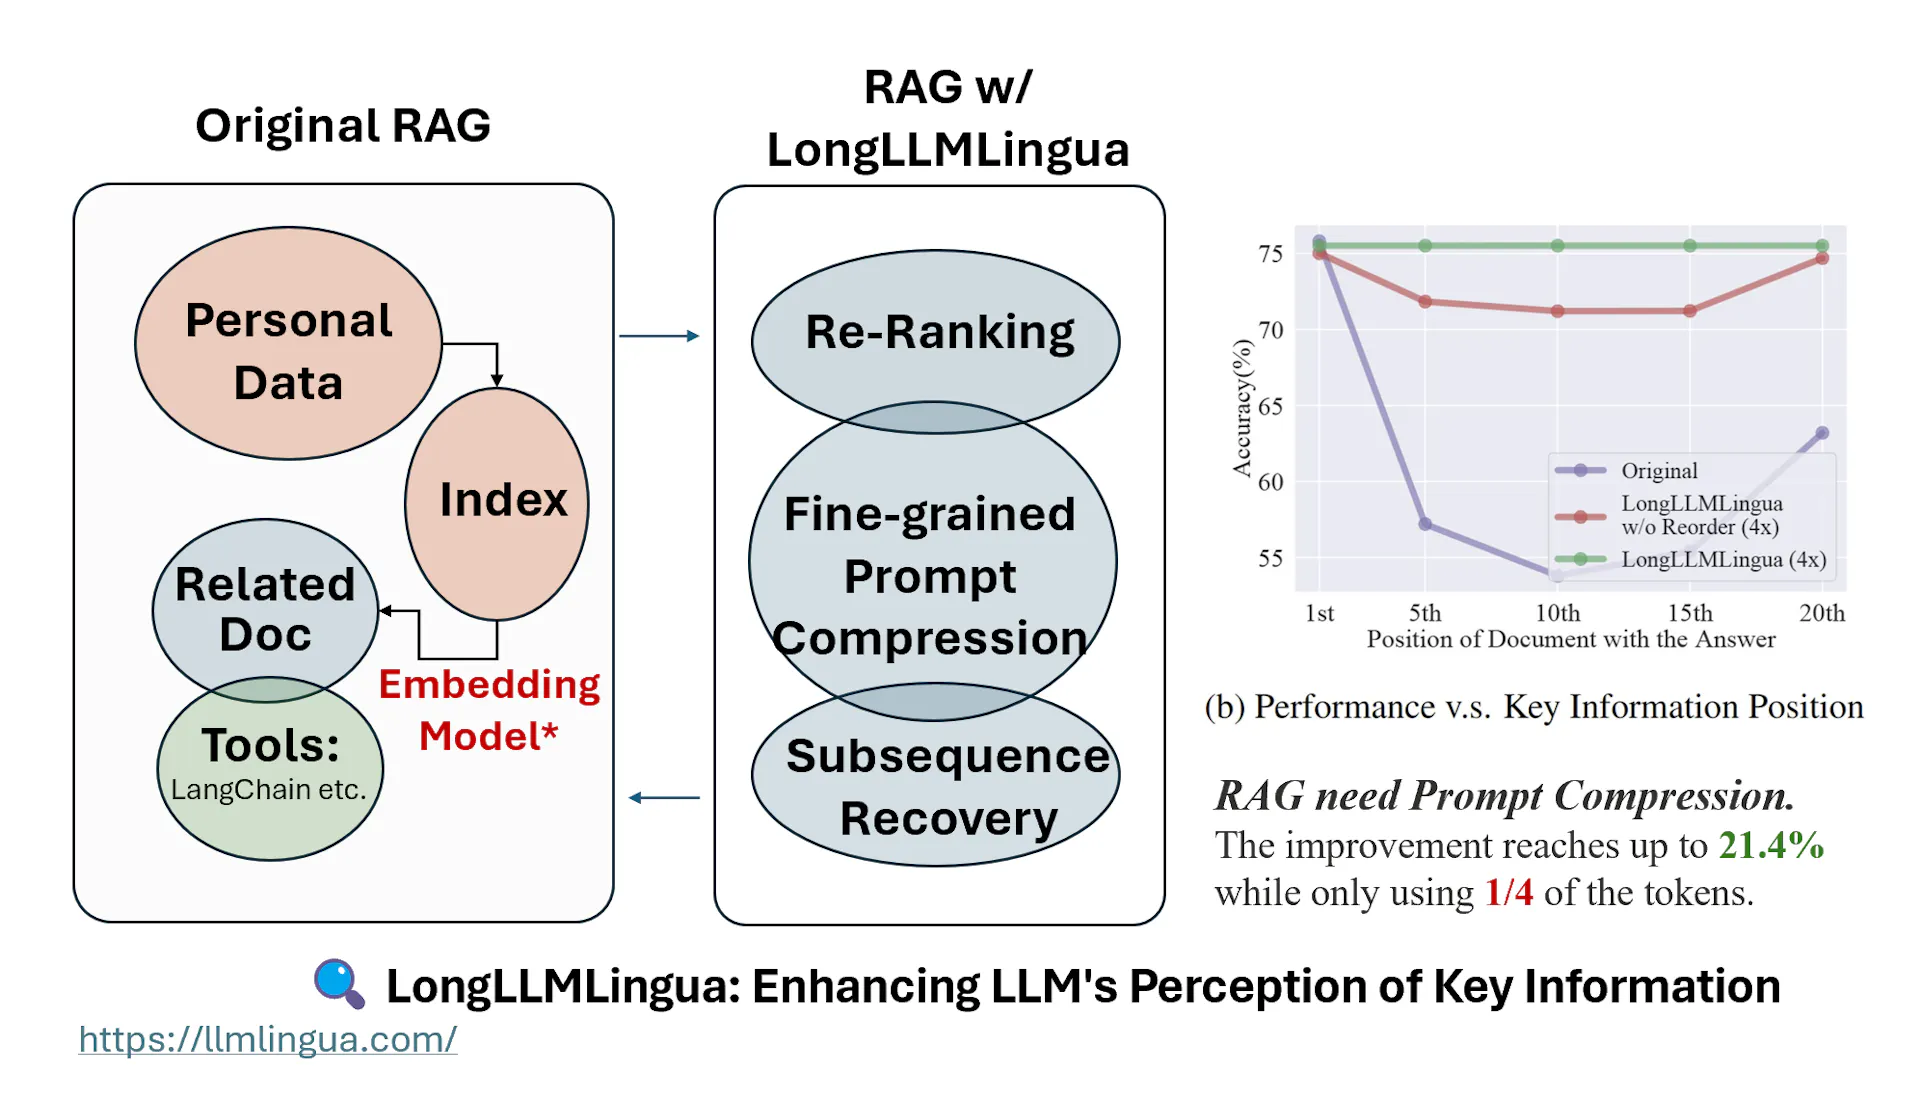 Original RAG
Personal
Data
Index
Related
Doc
Embedding
Model*
Tools:
LangChain etc.
RAG w/
LongLLMLingua
Re-Ranking
Fine-grained
Prompt
Compression
Subsequence
Recovery
75
70
65
60
55
Accuracy(%)
Original
LongLLMLingua
w/o Reorder (4x)
LongLLMLingua (4x)
1st 5th 10th 15th 20th
Position of Document with the Answer
(b) Performance v.s. Key Information Position
RAG need Prompt Compression.
The improvement reaches up to 21.4%
while only using 1/4 of the tokens.
LongLLMLingua: Enhancing LLM's Perception of Key Information
https://llmlingua.com/